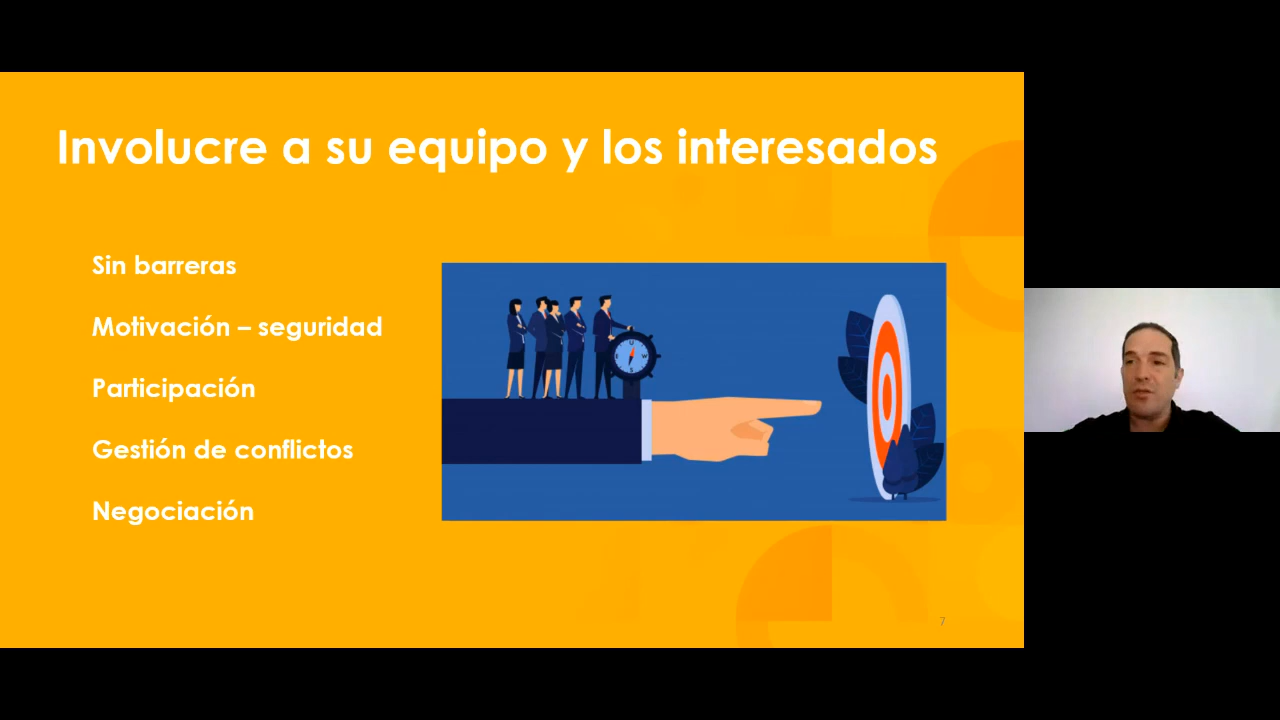 Involucre a su equipo y los interesados
Sin barreras
Motivación – seguridad
Participación
Gestión de conflictos
Negociación
7